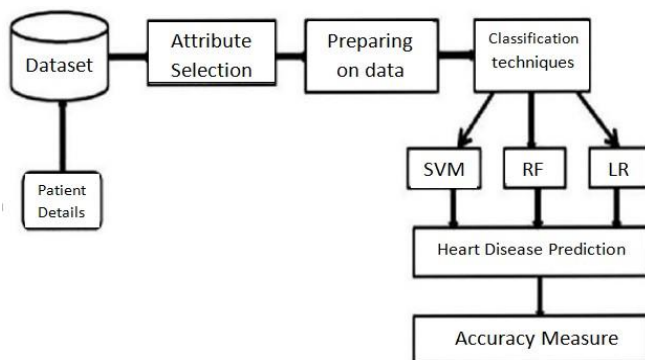 Dataset
Attribute
Selection
Preparing
on data
Classification
techniques
Patient
Details
SVM
RF
LR
Heart Disease Prediction
Accuracy Measure